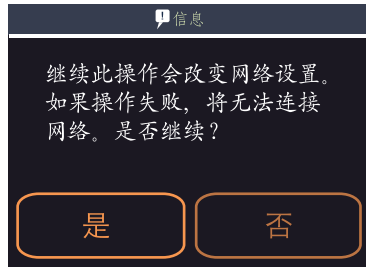 信息
继续此操作会改变网络设置。
如果操作失败，将无法连接
网络。是否继续？
是
否